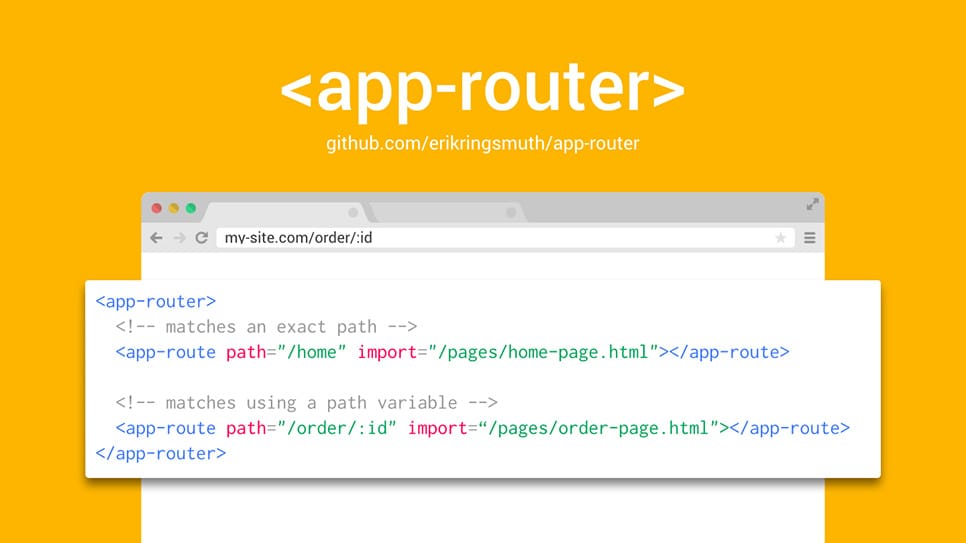 <app-router>
github.com/erikringsmuth/app-router
my-site.com/order/:id
<app-router>
<!-- matches an exact path -->
<app-route path="/home" import="/pages/home-page.html"></app-route>
<!-- matches using a path variable -->
<app-route path="/order/:id" import=“/pages/order-page.html"></app-route>
</app-router>